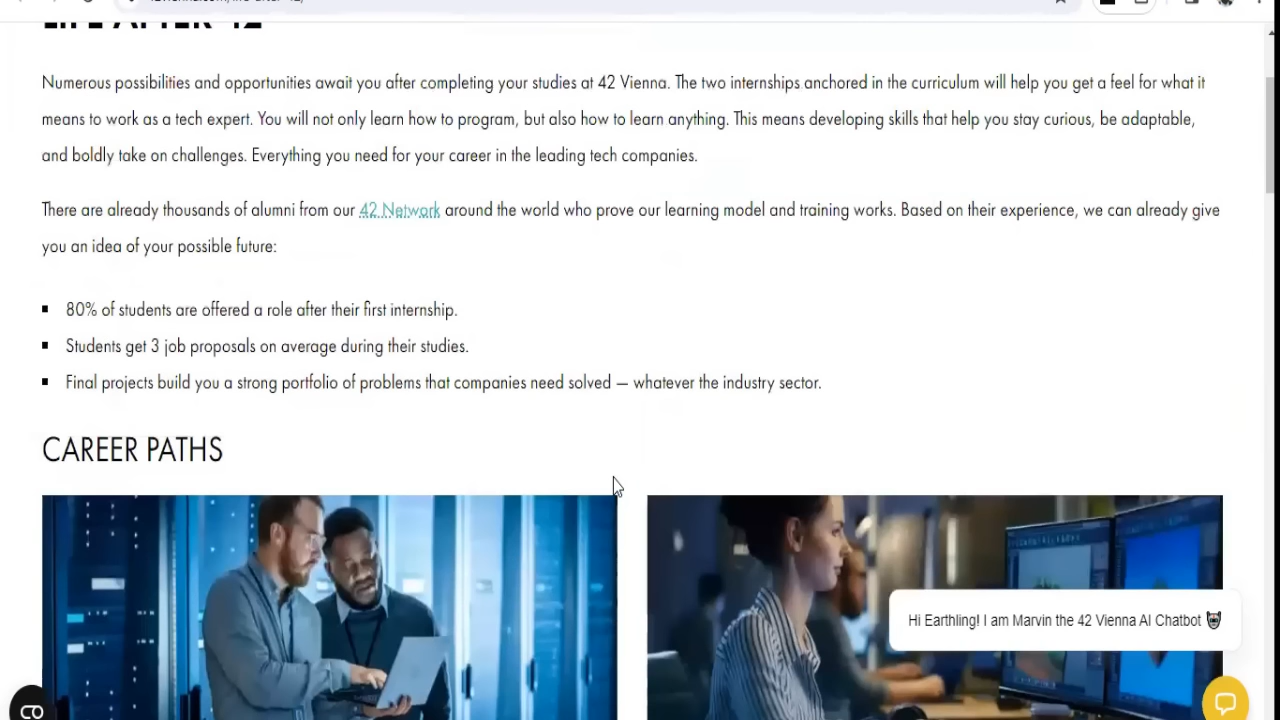 LIFE AFTER 42
Numerous possibilities and opportunities await you after completing your studies at 42 Vienna. The two internships anchored in the curriculum will help you get a feel for what it
means to work as a tech expert. You will not only learn how to program, but also how to learn anything. This means developing skills that help you stay curious, be adaptable,
and boldly take on challenges. Everything you need for your career in the leading tech companies.
There are already thousands of alumni from our 42 Network around the world who prove our learning model and training works. Based on their experience, we can already give
you an idea of your possible future:
80% of students are offered a role after their first internship.
Students get 3 job proposals on average during their studies.
Final projects build you a strong portfolio of problems that companies need solved — whatever the industry sector.
CAREER PATHS
Hi Earthling! I am Marvin the 42 Vienna AI Chatbot